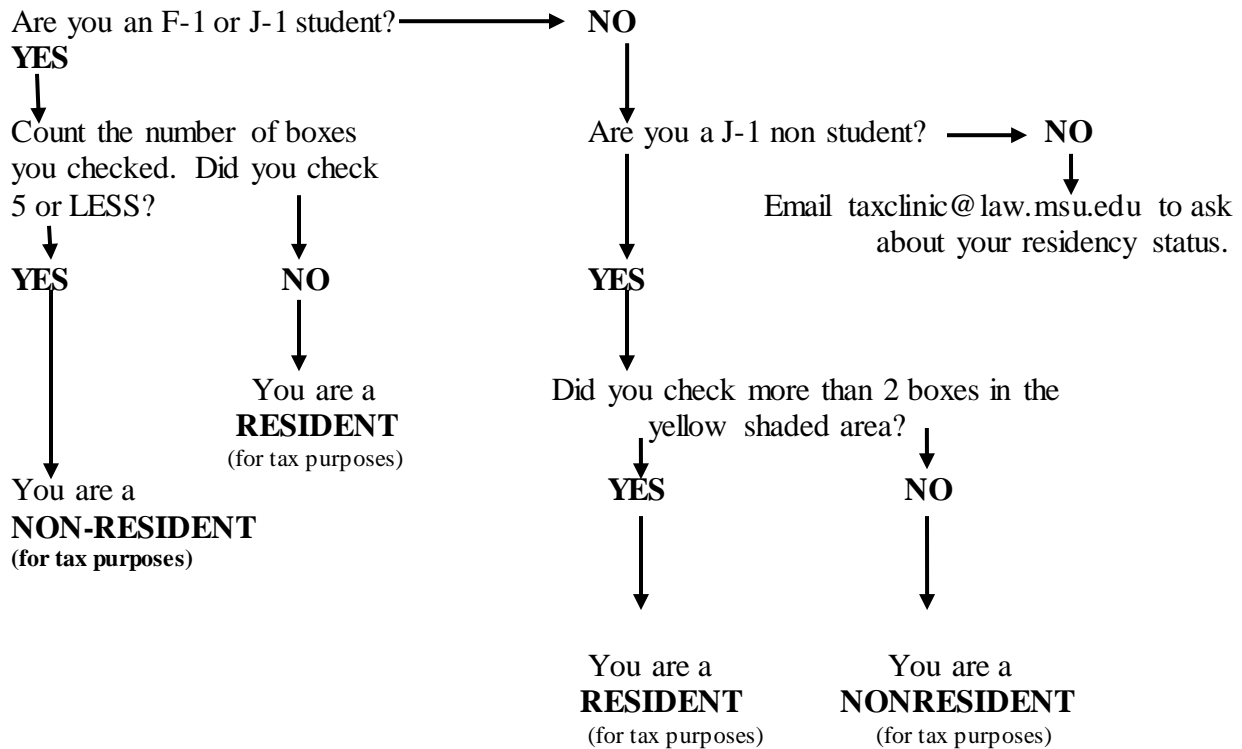 Are you an F-1 or J-1 student?
NO
YES
Count the number of boxes
you checked. Did you check
5 or LESS?
Are you a J-1 non student?
NO
Email taxclinic@law.msu.edu to ask
about your residency status.
YES
NO
YES
You are a
RESIDENT
(for tax purposes)
Did you check more than 2 boxes in the
yellow shaded area?
You are a
NON-RESIDENT
(for tax purposes)
YES
NO
You are a
RESIDENT
(for tax purposes)
You are a
NONRESIDENT
(for tax purposes)